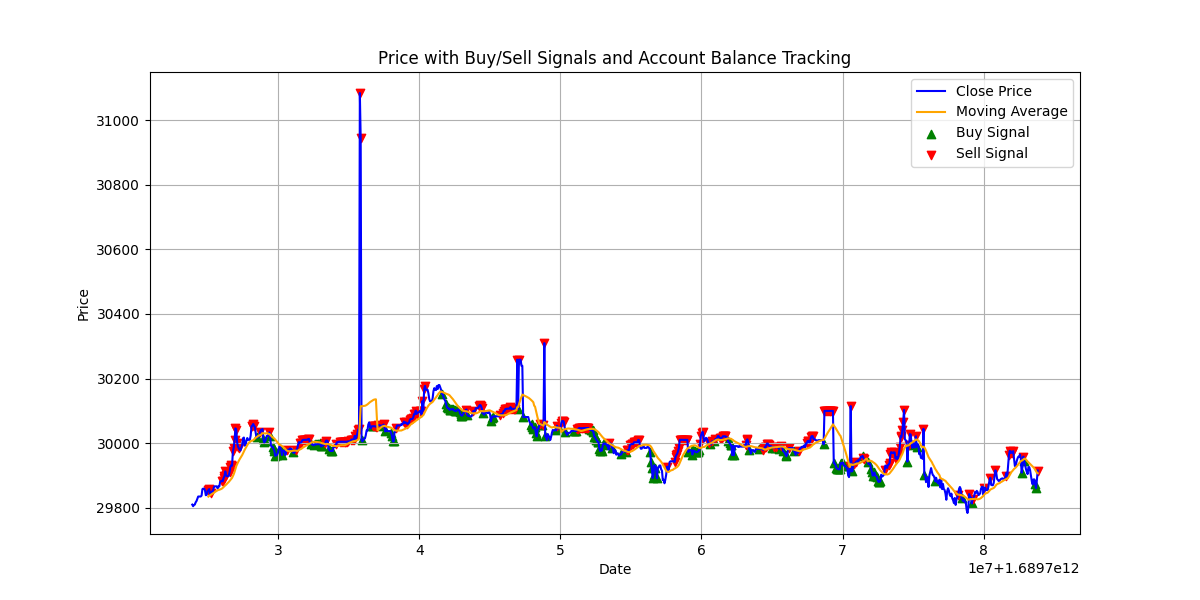 Price with Buy/Sell Signals and Account Balance Tracking
Close Price
Moving Average
Buy Signal
Sell Signal
31000
30800
30600
30400
30200
30000
29800
Price
3 4 5 6 7 8
Date
1e7+1.6897e12